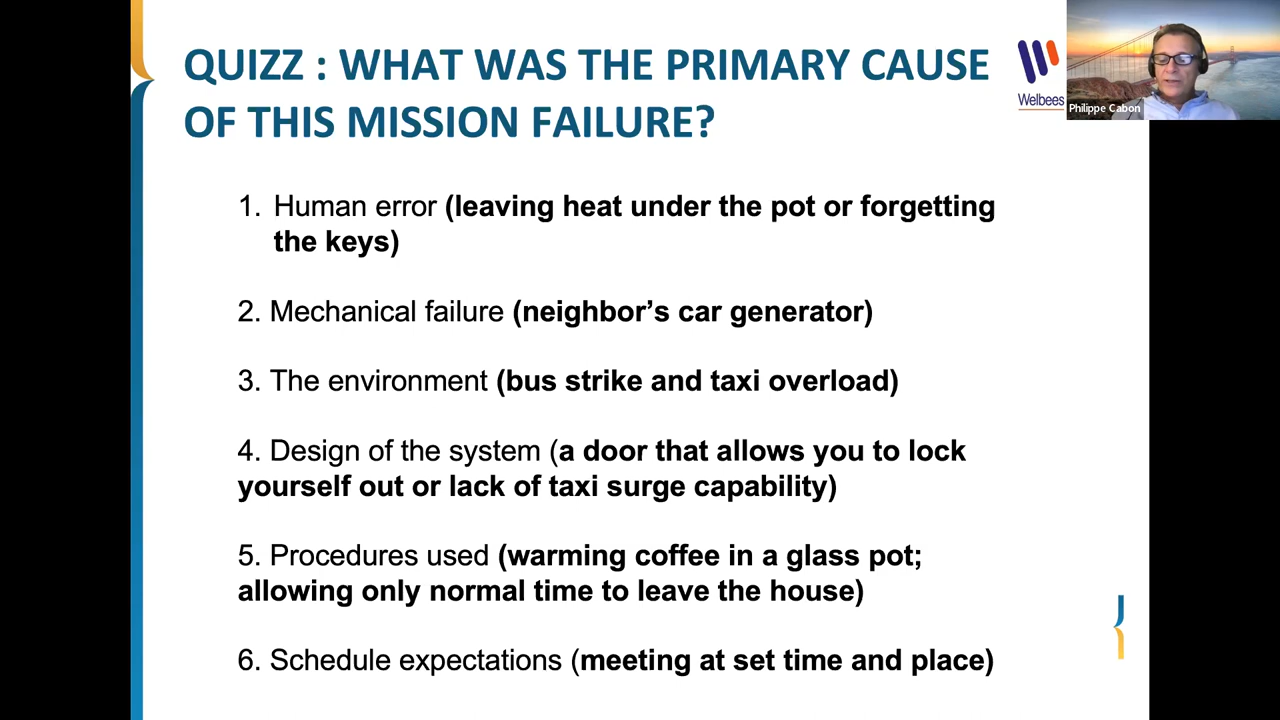 QUIZZ : WHAT WAS THE PRIMARY CAUSE
OF THIS MISSION FAILURE?
Welbees
Philippe Cabon
1. Human error (leaving heat under the pot or forgetting
the keys)
2. Mechanical failure (neighbor’s car generator)
3. The environment (bus strike and taxi overload)
4. Design of the system (a door that allows you to lock
yourself out or lack of taxi surge capability)
5. Procedures used (warming coffee in a glass pot;
allowing only normal time to leave the house)
6. Schedule expectations (meeting at set time and place)